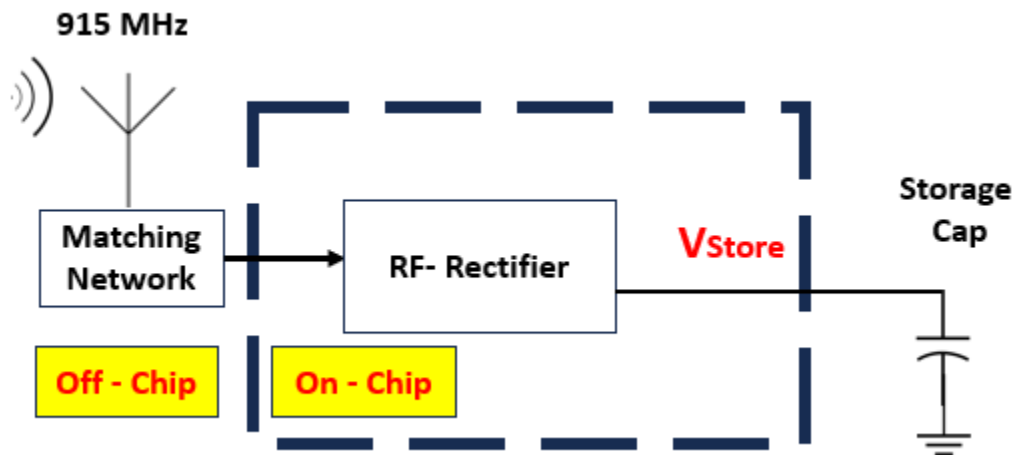 915 MHz
Matching
Network
RF- Rectifier
VStore
Storage
Cap
Off - Chip
On - Chip